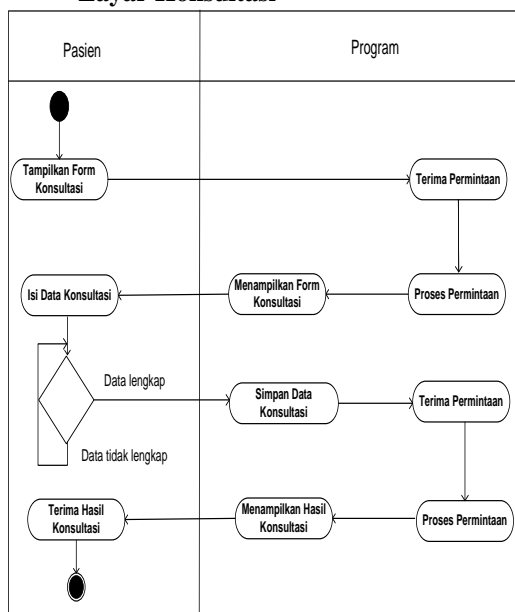 Layar Konsultasi
Pasien
Program
Tampilkan Form
Konsultasi
Terima Permintaan
Isi Data Konsultasi
Menampilkan Form
Konsultasi
Proses Permintaan
Data lengkap
Simpan Data
Konsultasi
Terima Permintaan
Data tidak lengkap
Terima Hasil
Konsultasi
Menampilkan Hasil
Konsultasi
Proses Permintaan